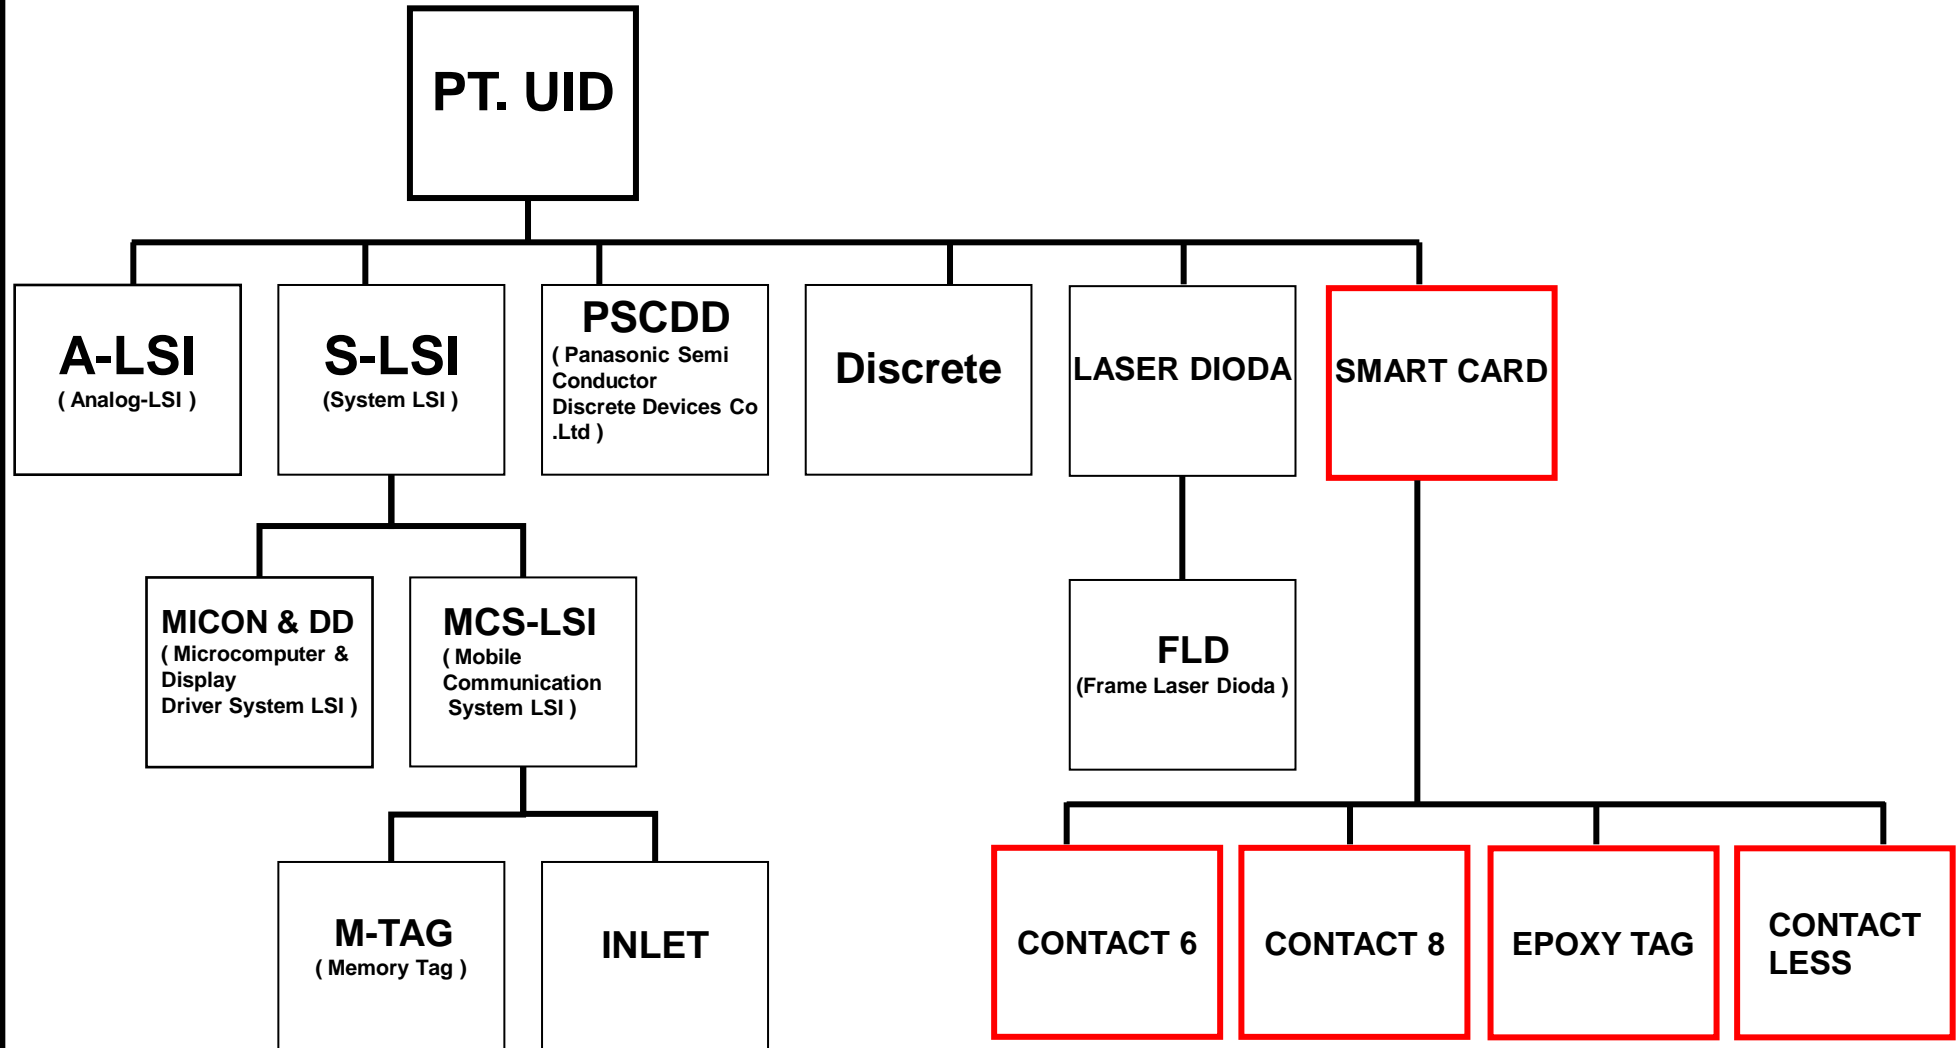 PT. UID
A-LSI
( Analog-LSI )
S-LSI
(System LSI )
PSCDD
( Panasonic Semi
Conductor
Discrete Devices Co
.Ltd )
Discrete
LASER DIODA
SMART CARD
MICON & DD
( Microcomputer &
Display
Driver System LSI )
MCS-LSI
( Mobile
Communication
System LSI )
FLD
(Frame Laser Dioda )
M-TAG
( Memory Tag )
INLET
CONTACT 6
CONTACT 8
EPOXY TAG
CONTACT
LESS